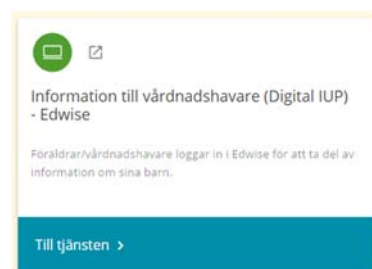 Information till vårdnadshavare (Digital IUP)
- Edwise
Föräldrar/vårdnadshavare loggar in i Edwise för att ta del av
information om sina barn.
Till tjänsten >